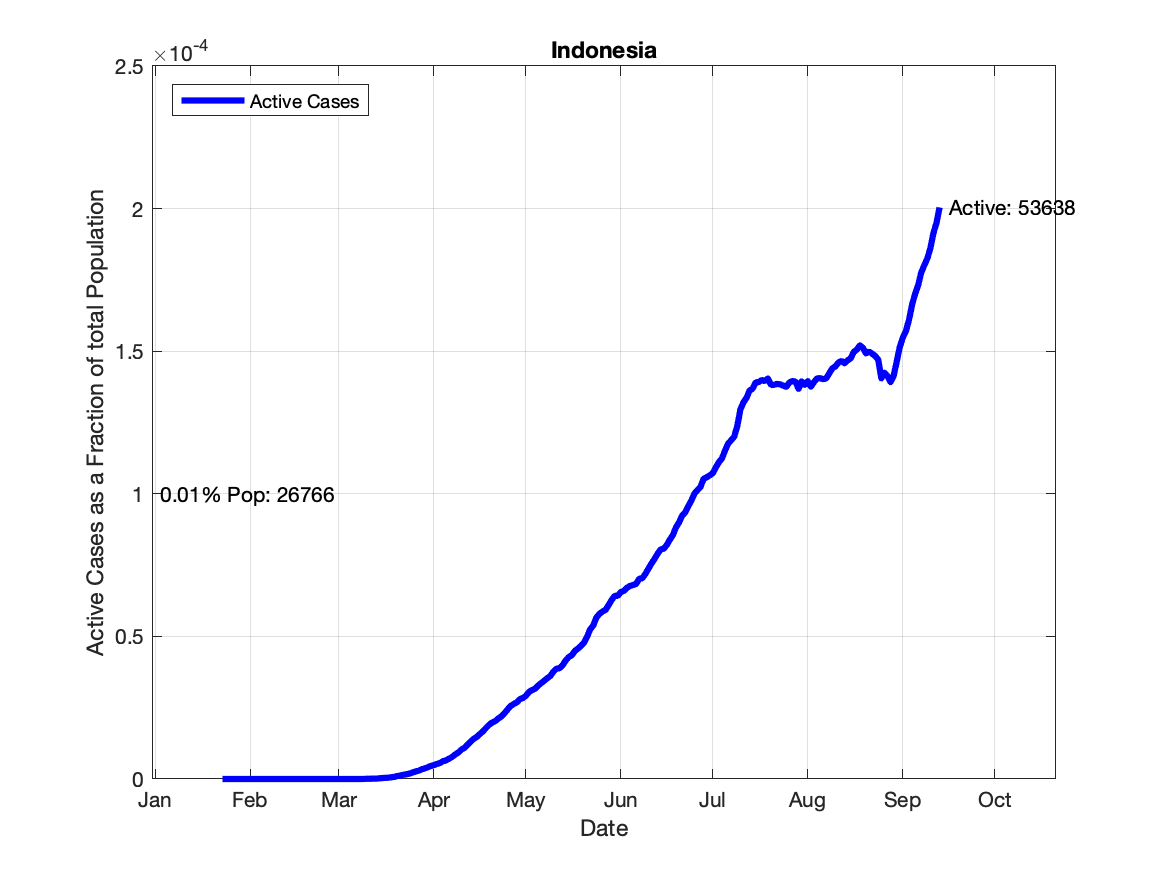 Indonesia
×10-4
2.5
Active Cases
2
Active: 53638
1.5
1
0.01% Pop: 26766
0.5
0
Active Cases as a Fraction of total Population
Jan Feb Mar Apr May Jun Jul Aug Sep Oct
Date